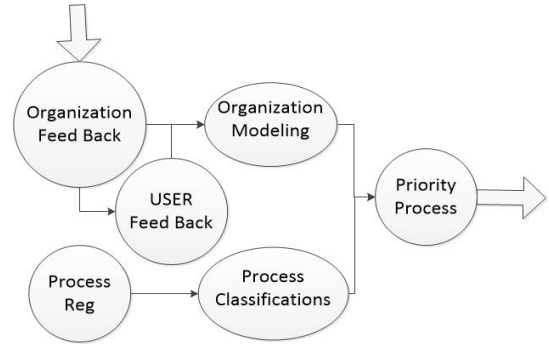 Organization
Feed Back
Organization
Modeling
USER
Feed Back
Priority
Process
Process
Reg
Process
Classifications